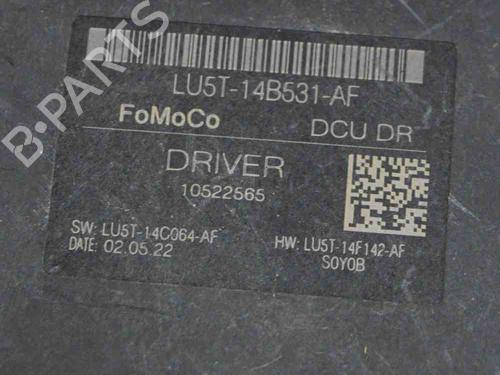 B-PARTS
LU5T-14B531-AF
FoMoCo DCU DR
DRIVER
10522565
SW: LU5T-14C064-AF
DATE: 02.05.22
HW: LU5T-14F142-AF
S0Y0B